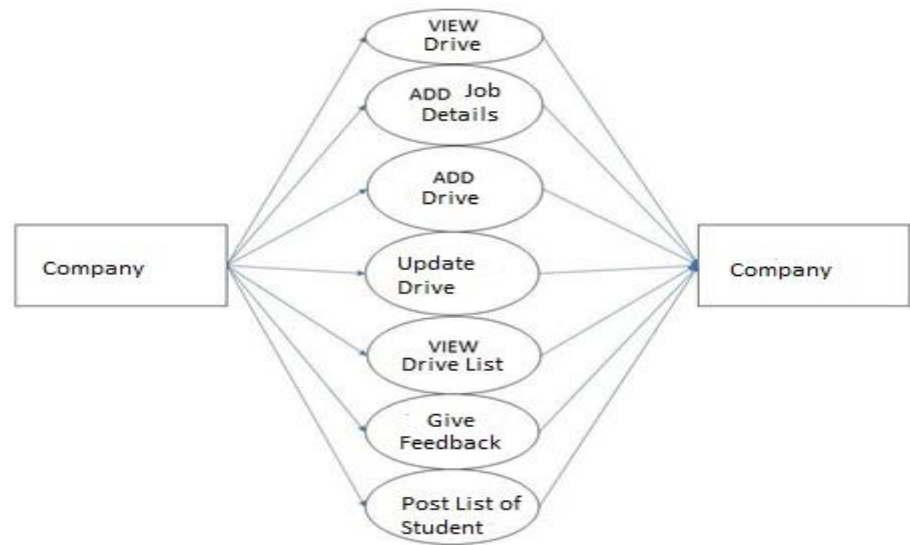 VIEW
Drive
ADD Job
Details
ADD
Drive
Company
Update
Drive
Company
VIEW
Drive List
Give
Feedback
Post List of
Student